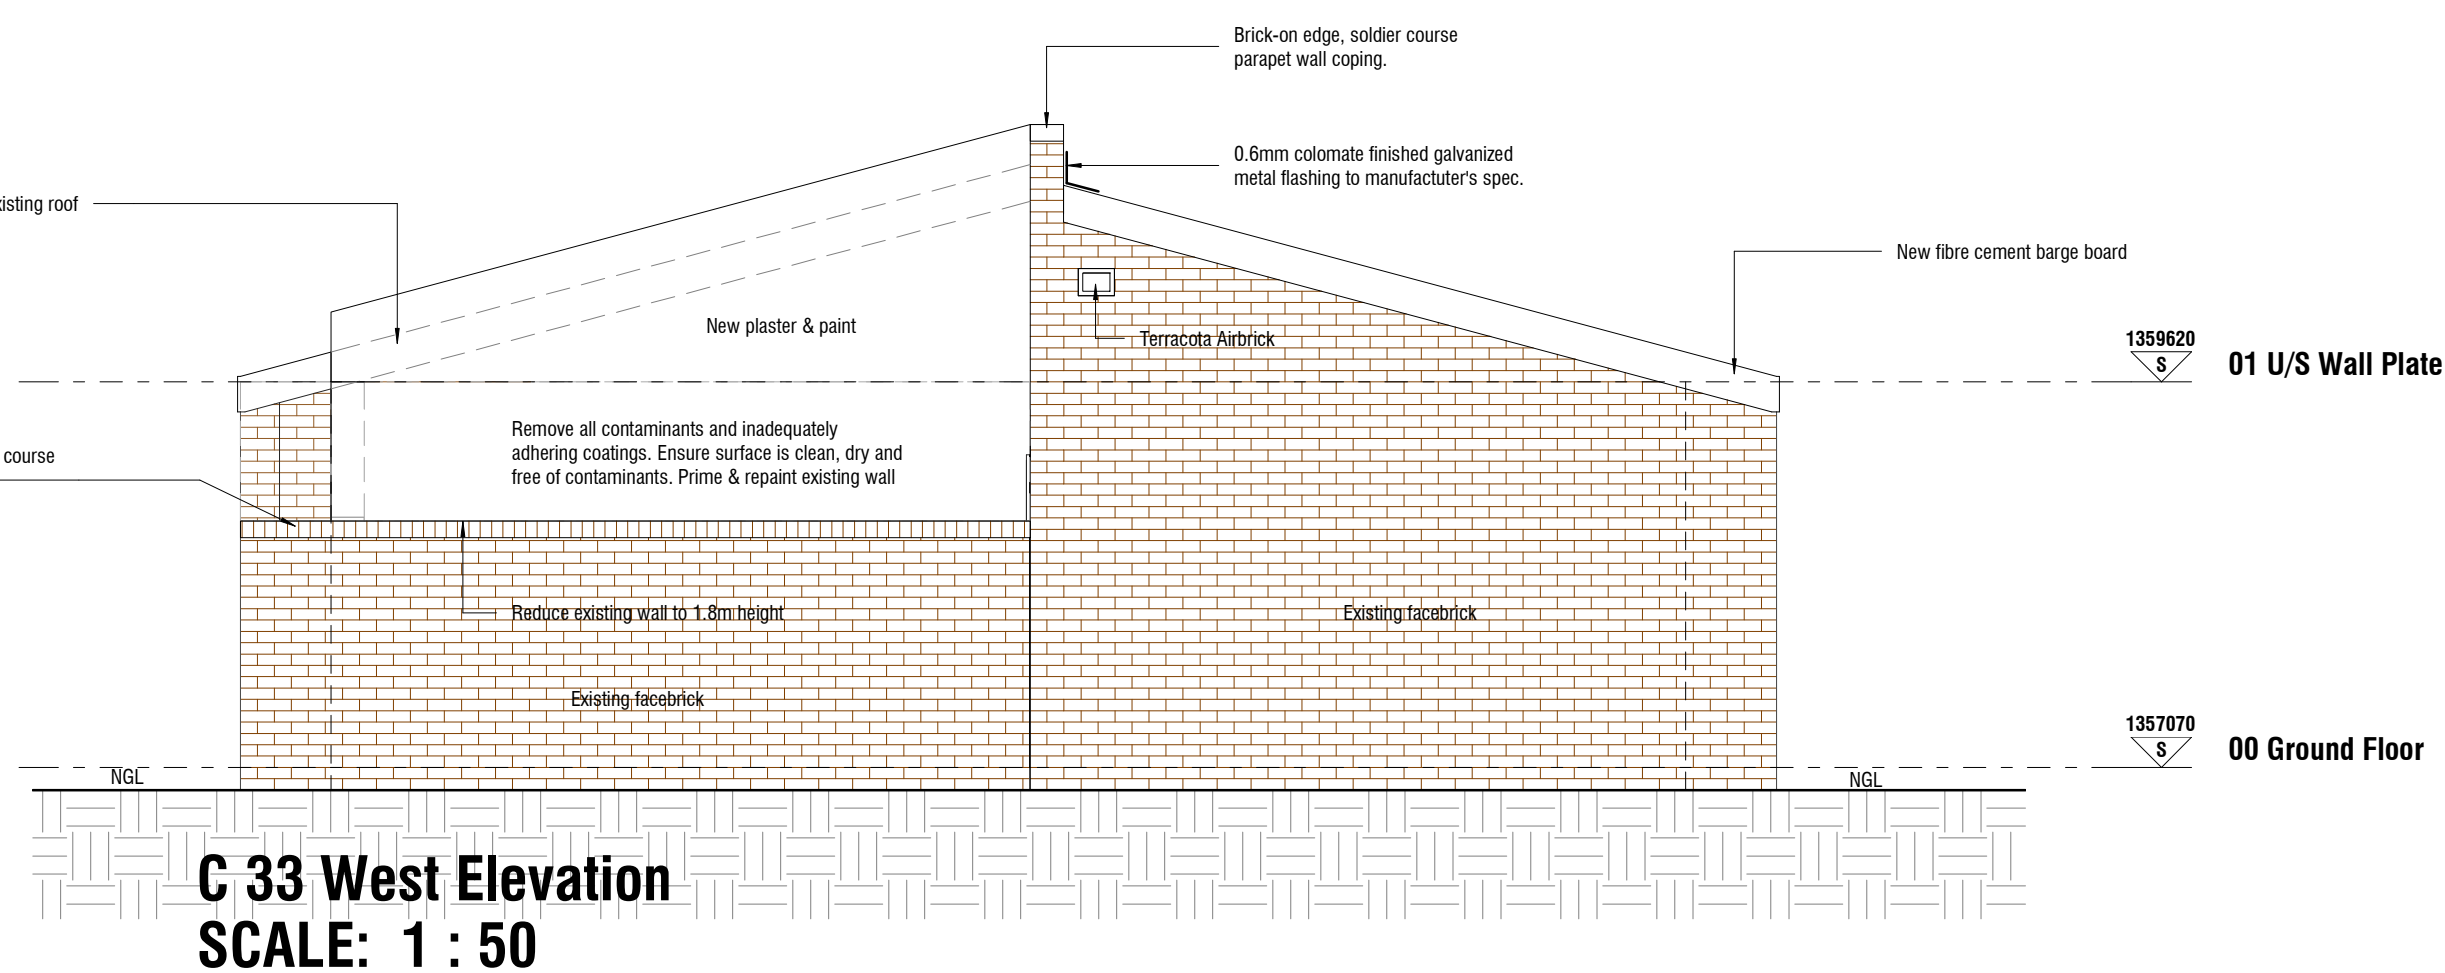 Brick-on edge, soldier course
parapet wall coping.
0.6mm colomate finished galvanized
metal flashing to manufactuter's spec.
existing roof
New fibre cement barge board
New plaster & paint
Terracota Airbrick
1359620
S
01 U/S Wall Plate
Remove all contaminants and inadequately
adhering coatings. Ensure surface is clean, dry and
free of contaminants. Prime & repaint existing wall
course
Reduce existing wall to 1.8m height
Existing facebrick
Existing facebrick
1357070
S
00 Ground Floor
NGL
NGL
C 33 West Elevation
SCALE: 1 : 50